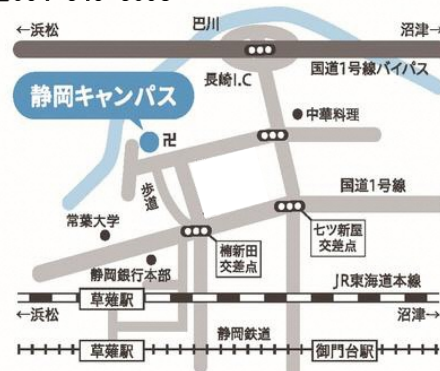 ←浜松
巴川
沼津→
国道1号線バイパス
長崎I.C
静岡キャンパス
卍
中華料理
歩道
国道1号線
常葉大学
七ツ新屋
交差点
楠新田
交差点
静岡銀行本部
JR東海道本線
草薙駅
←浜松
沼津→
静岡鉄道
草薙駅
御門台駅